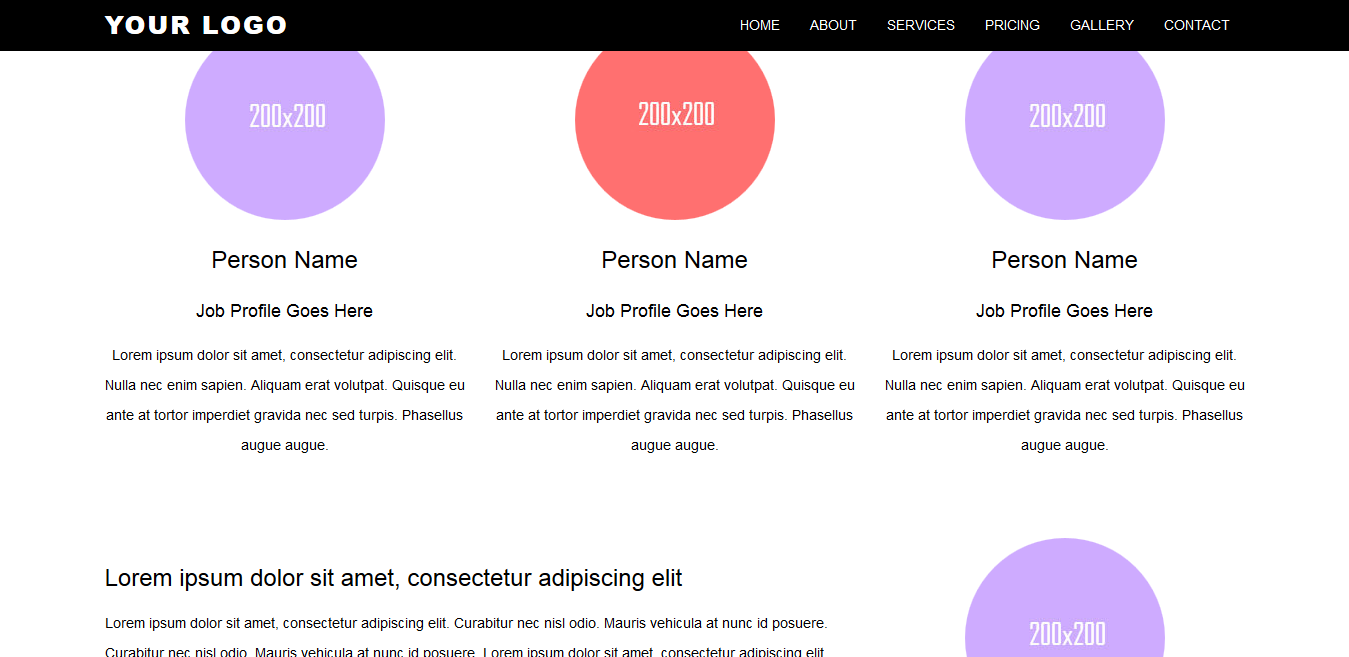 YOUR LOGO
HOME ABOUT SERVICES PRICING GALLERY CONTACT
200x200
200x200
200x200
Person Name
Job Profile Goes Here
Lorem ipsum dolor sit amet, consectetur adipiscing elit.
Nulla nec enim sapien. Aliquam erat volutpat. Quisque eu
ante at tortor imperdiet gravida nec sed turpis. Phasellus
augue augue.
Person Name
Job Profile Goes Here
Lorem ipsum dolor sit amet, consectetur adipiscing elit.
Nulla nec enim sapien. Aliquam erat volutpat. Quisque eu
ante at tortor imperdiet gravida nec sed turpis. Phasellus
augue augue.
Person Name
Job Profile Goes Here
Lorem ipsum dolor sit amet, consectetur adipiscing elit.
Nulla nec enim sapien. Aliquam erat volutpat. Quisque eu
ante at tortor imperdiet gravida nec sed turpis. Phasellus
augue augue.
Lorem ipsum dolor sit amet, consectetur adipiscing elit
Lorem ipsum dolor sit amet, consectetur adipiscing elit. Curabitur nec nisl odio. Mauris vehicula at nunc id posuere.
Curabitur nec nisl odio. Mauris vehicula at nunc id posuere. Lorem ipsum dolor sit amet, consectetur adipiscing elit.
200x200